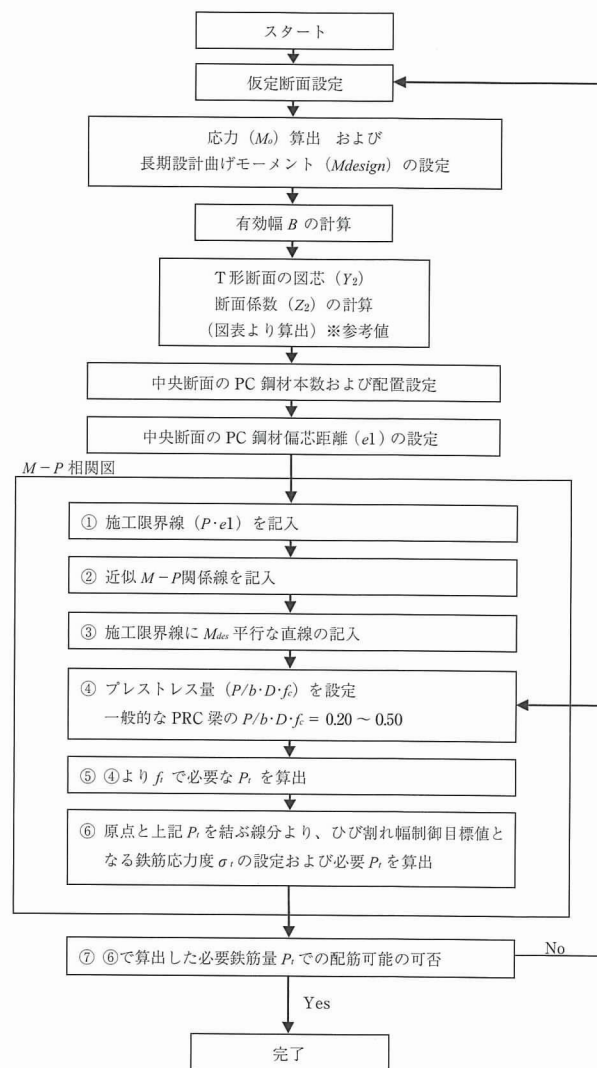 スタート
仮定断面設定
応力（Mo）算出　および
長期設計曲げモーメント（Mdesign）の設定
有効幅 B の計算
T形断面の図芯（Y2）
断面係数（Z2）の計算
（図表より算出）※参考値
中央断面の PC 鋼材本数および配置設定
中央断面の PC 鋼材偏芯距離（e1）の設定
M−P 相関図
① 施工限界線（P·e1）を記入
② 近似 M−P関係線を記入
③ 施工限界線に Mdes 平行な直線の記入
④ プレストレス量（P/b·D·fc）を設定
一般的な PRC 梁の P/b·D·fc = 0.20 ～ 0.50
⑤ ④より ft で必要な Pt を算出
⑥ 原点と上記 Pt を結ぶ線分より、ひび割れ幅制御目標値と
なる鉄筋応力度 σt の設定および必要 Pt を算出
⑦ ⑥で算出した必要鉄筋量 Pt での配筋可能の可否
No
Yes
完了